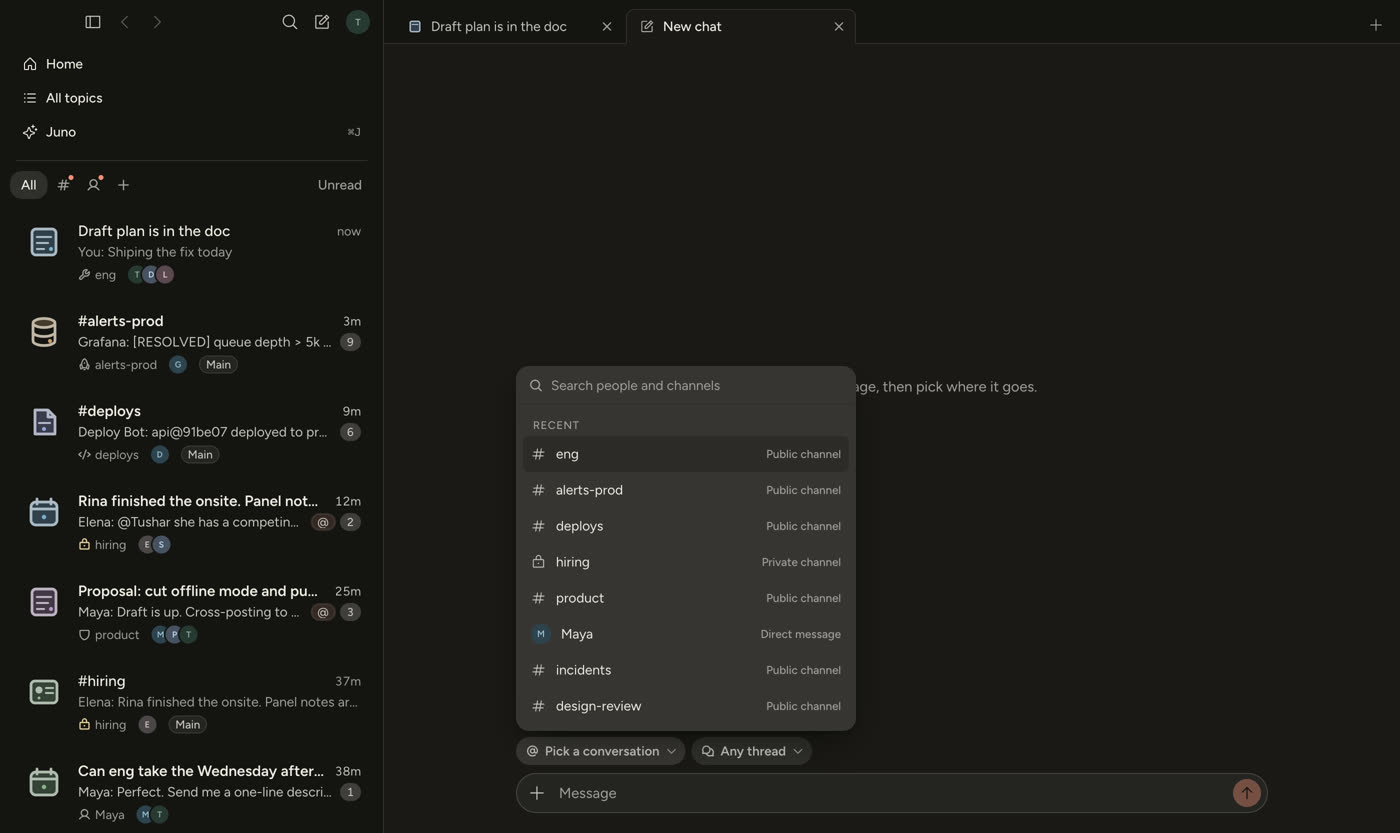 T
Draft plan is in the doc
New chat
Home
All topics
Juno
⌘J
All
Unread
Draft plan is in the doc
now
You: Shiping the fix today
eng
T D L
#alerts-prod
3m
Grafana: [RESOLVED] queue depth > 5k ...
9
alerts-prod
G
Main
#deploys
9m
Deploy Bot: api@91be07 deployed to pr...
6
deploys
D
Main
Rina finished the onsite. Panel not...
12m
Elena: @Tushar she has a competin...
@
2
hiring
E S
Proposal: cut offline mode and pu...
25m
Maya: Draft is up. Cross-posting to ...
@
3
product
M P T
#hiring
37m
Elena: Rina finished the onsite. Panel notes ar...
hiring
E
Main
Can eng take the Wednesday after...
38m
Maya: Perfect. Send me a one-line descri...
1
Maya
M T
age, then pick where it goes.
Search people and channels
RECENT
# eng
Public channel
# alerts-prod
Public channel
# deploys
Public channel
hiring
Private channel
# product
Public channel
M Maya
Direct message
# incidents
Public channel
# design-review
Public channel
@ Pick a conversation
Any thread
Message